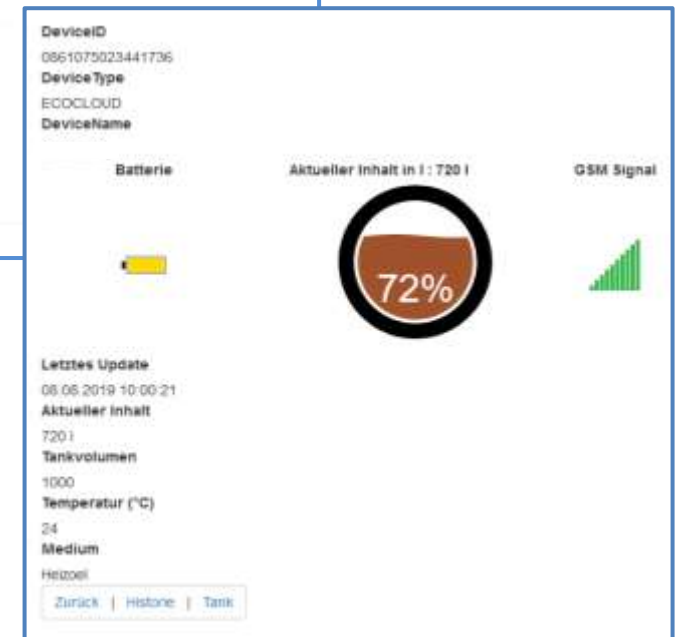 DeviceID
0861075023441736
DeviceType
ECOCLOUD
DeviceName
Batterie
Aktueller Inhalt in l : 720 l
GSM Signal
72%
Letztes Update
08.08.2019 10:00:21
Aktueller Inhalt
720 l
Tankvolumen
1000
Temperatur (°C)
24
Medium
Heizoel
Zurück | Historie | Tank